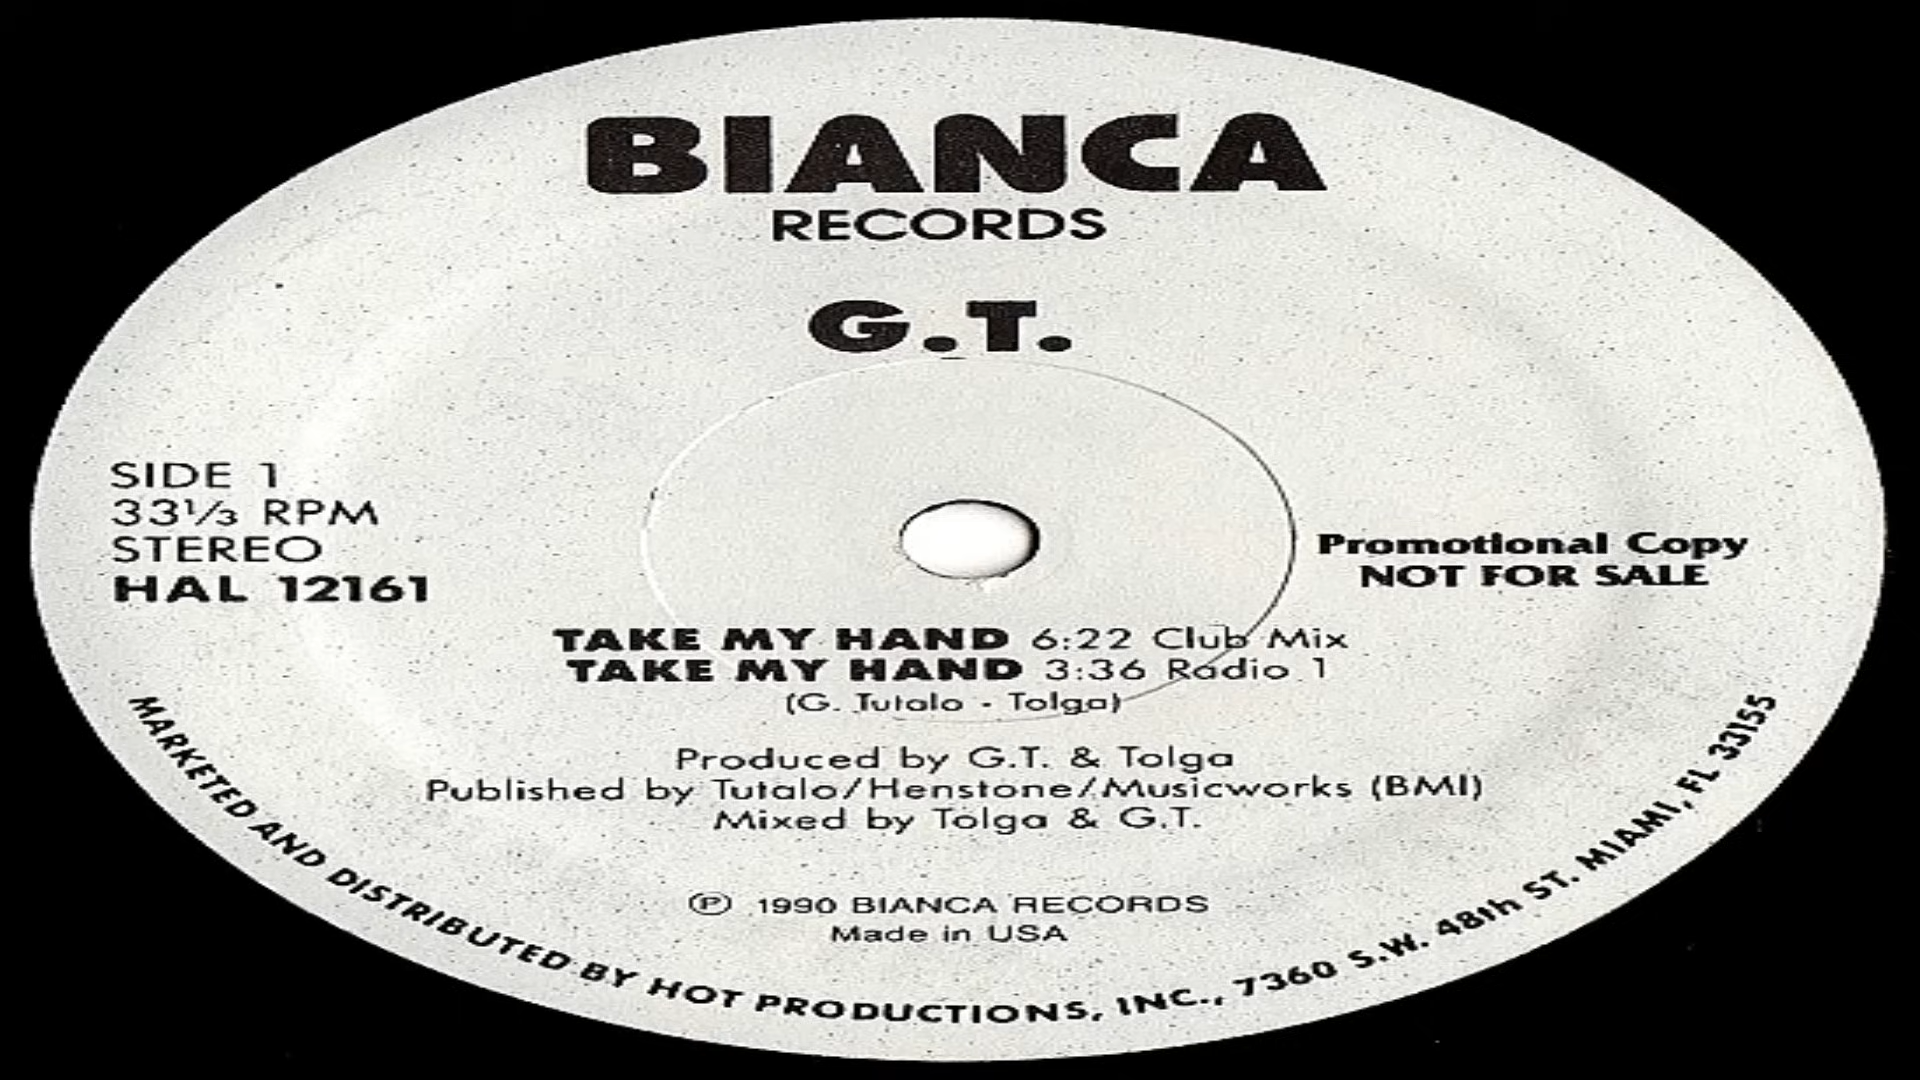 BIANCA
RECORDS
G.T.
SIDE 1
33⅓ RPM
STEREO
HAL 12161
Promotional Copy
NOT FOR SALE
TAKE MY HAND 6:22 Club Mix
TAKE MY HAND 3:36 Radio 1
(G. Tutalo - Tolga)
Produced by G.T. & Tolga
Published by Tutalo/Henstone/Musicworks (BMI)
Mixed by Tolga & G.T.
℗ 1990 BIANCA RECORDS
Made in USA
MARKETED AND DISTRIBUTED BY HOT PRODUCTIONS, INC., 7360 S.W. 48th ST. MIAMI, FL 33155